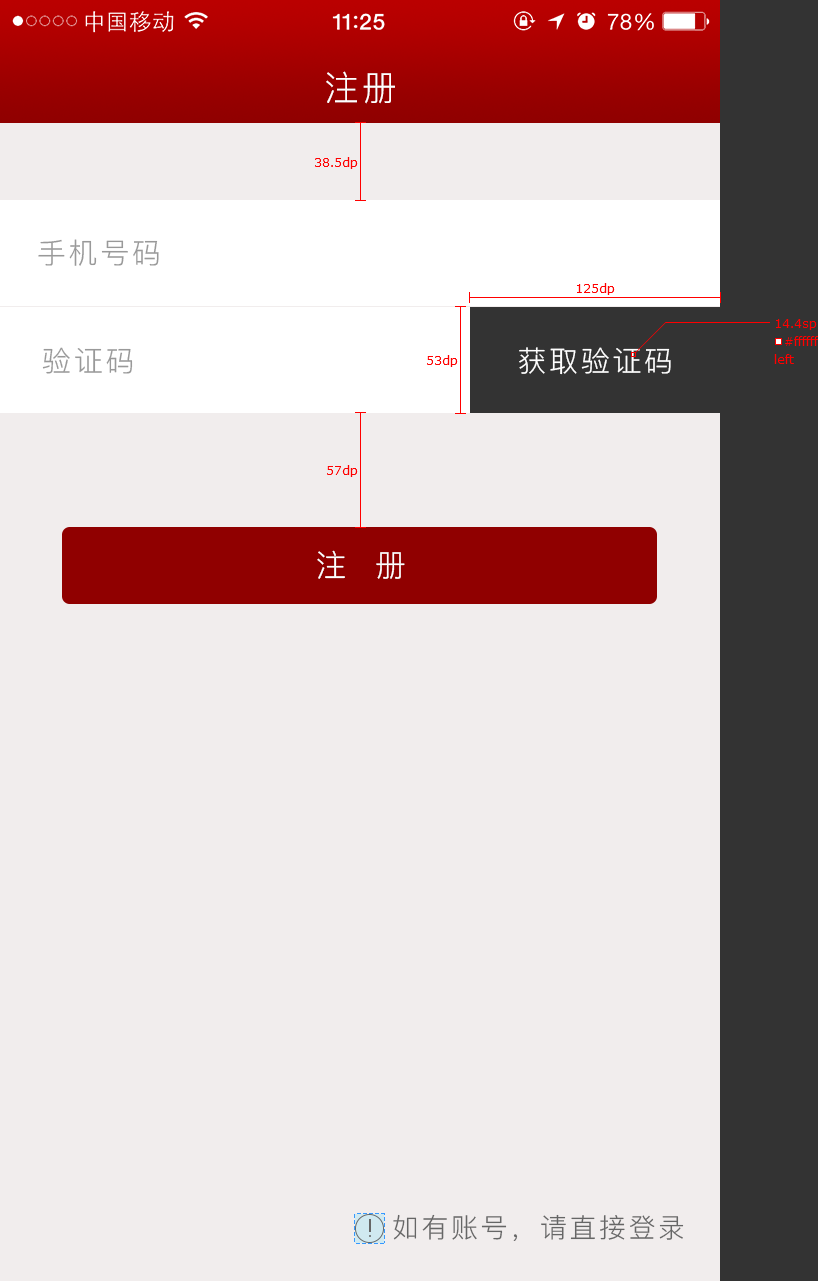 中国移动 11:25 78%
注册
38.5dp
手机号码
125dp
14.4sp
#ffffff
left
验证码
53dp
获取验证码
57dp
注 册
如有账号，请直接登录